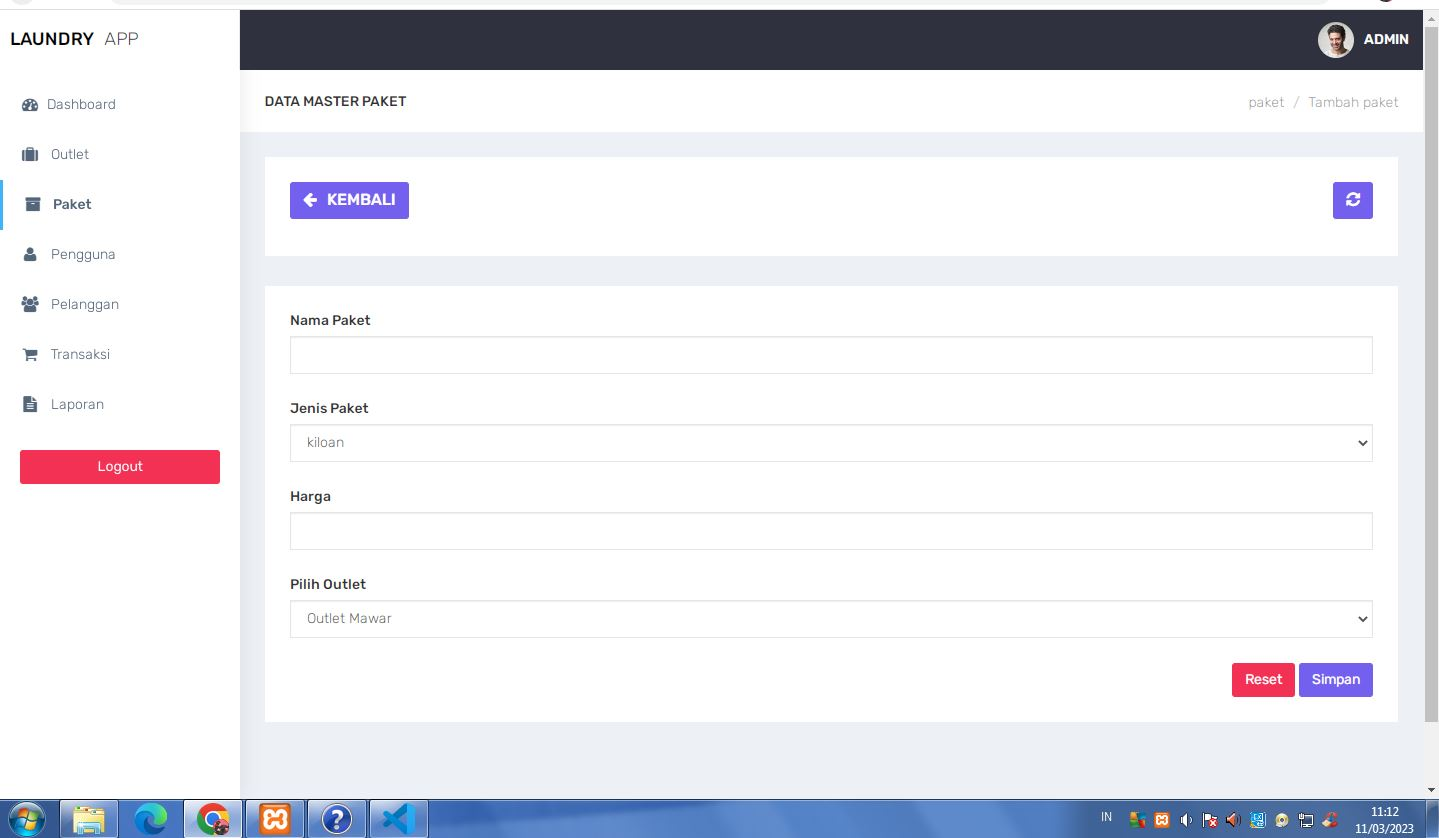 LAUNDRY APP
ADMIN
Dashboard
Outlet
Paket
Pengguna
Pelanggan
Transaksi
Laporan
Logout
DATA MASTER PAKET
paket / Tambah paket
KEMBALI
Nama Paket
Jenis Paket
kiloan
Harga
Pilih Outlet
Outlet Mawar
Reset Simpan
IN
11:12
11/03/2023